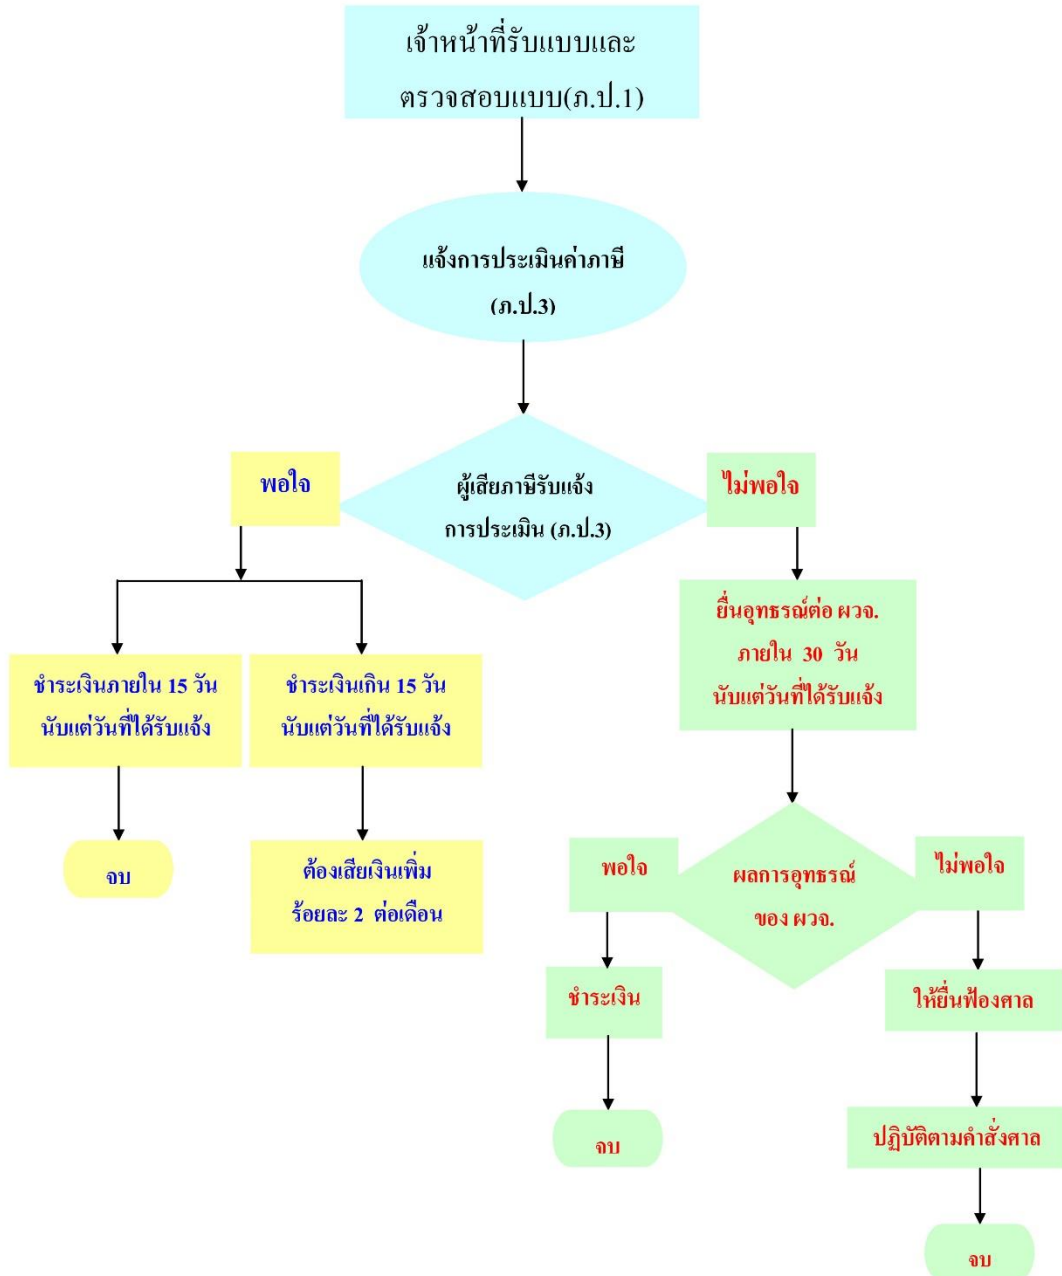 เจ้าหน้าที่รับแบบและ
ตรวจสอบแบบ(ภ.ป.1)
แจ้งการประเมินค่าภาษี
(ภ.ป.3)
ผู้เสียภาษีรับแจ้ง
การประเมิน (ภ.ป.3)
พอใจ
ไม่พอใจ
ชำระเงินภายใน 15 วัน
นับแต่วันที่ได้รับแจ้ง
ชำระเงินเกิน 15 วัน
นับแต่วันที่ได้รับแจ้ง
ยื่นอุทธรณ์ต่อ ผวจ.
ภายใน 30 วัน
นับแต่วันที่ได้รับแจ้ง
จบ
ต้องเสียเงินเพิ่ม
ร้อยละ 2 ต่อเดือน
พอใจ
ผลการอุทธรณ์
ของ ผวจ.
ไม่พอใจ
ชำระเงิน
ให้ยื่นฟ้องศาล
จบ
ปฏิบัติตามคำสั่งศาล
จบ